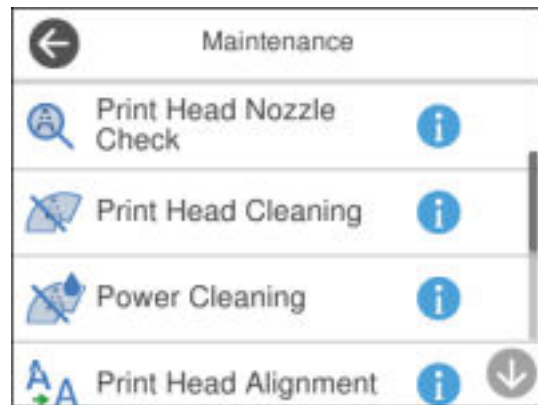 Maintenance
Print Head Nozzle
Check
Print Head Cleaning
Power Cleaning
Print Head Alignment